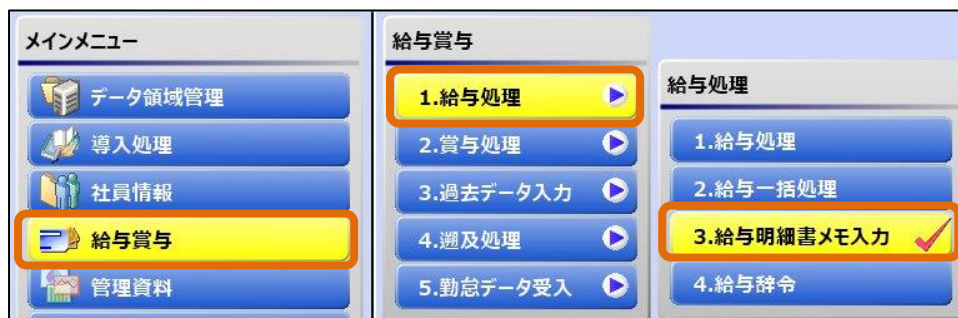 メインメニュー
データ領域管理
導入処理
社員情報
給与賞与
管理資料
給与賞与
1.給与処理
2.賞与処理
3.過去データ入力
4.遡及処理
5.勤怠データ受入
給与処理
1.給与処理
2.給与一括処理
3.給与明細書メモ入力
4.給与辞令